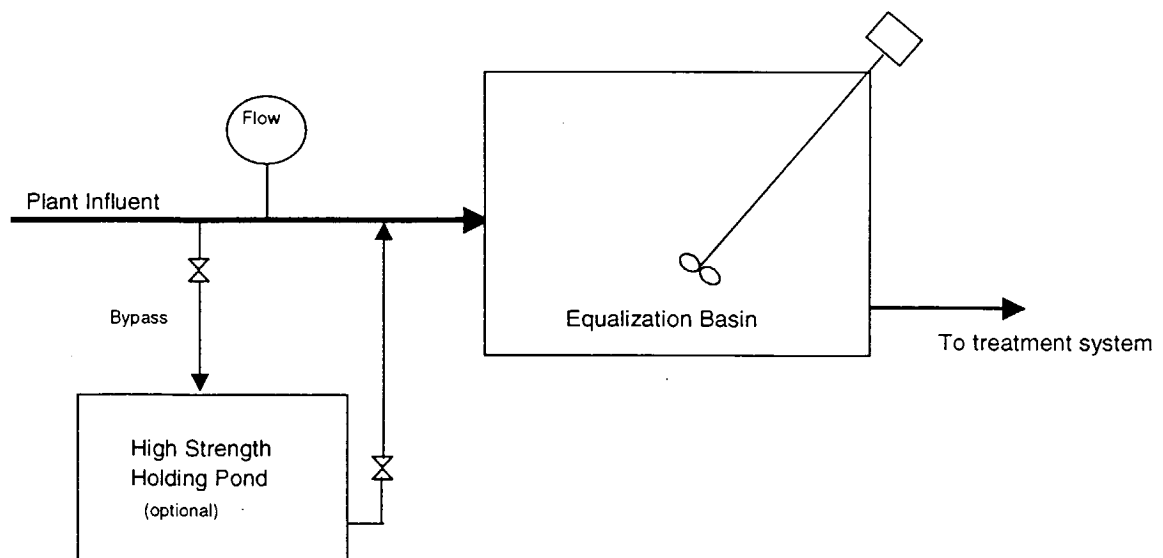 Flow
Plant Influent
Bypass
Equalization Basin
To treatment system
High Strength
Holding Pond
(optional)